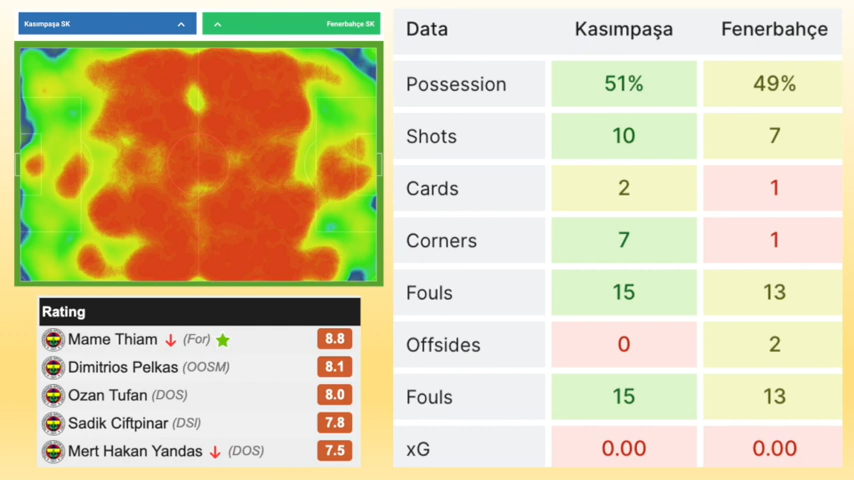 Kasımpaşa SK
Fenerbahçe SK
Rating
Mame Thiam (For) 8.8
Dimitrios Pelkas (OOSM) 8.1
Ozan Tufan (DOS) 8.0
Sadik Ciftpinar (DSI) 7.8
Mert Hakan Yandas (DOS) 7.5
Data Kasımpaşa Fenerbahçe
Possession 51% 49%
Shots 10 7
Cards 2 1
Corners 7 1
Fouls 15 13
Offsides 0 2
Fouls 15 13
xG 0.00 0.00